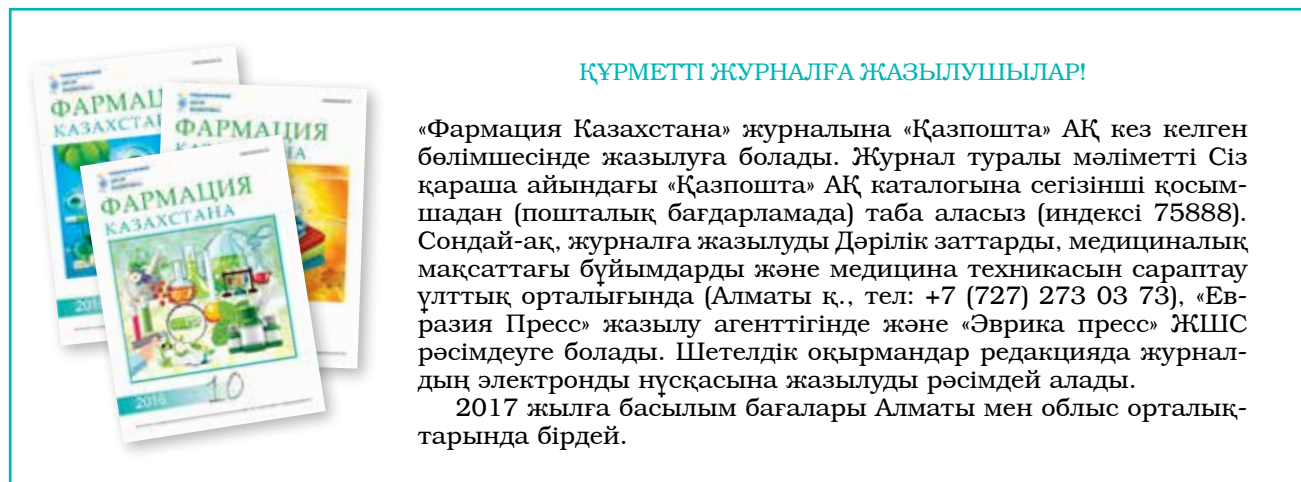 ФАРМАЦ
КАЗАХСТА
ФАРМАЦИЯ
ФАРМАЦИЯ
КАЗАХСТАНА
2016
2016
10
ҚҰРМЕТТІ ЖУРНАЛҒА ЖАЗЫЛУШЫЛАР!
«Фармация Казахстана» журналына «Қазпошта» АҚ кез келген
бөлімшесінде жазылуға болады. Журнал туралы мәліметті Сіз
қараша айындағы «Қазпошта» АҚ каталогына сегізінші қосым-
шадан (пошталық бағдарламада) таба аласыз (индексі 75888).
Сондай-ақ, журналға жазылуды Дәрілік заттарды, медициналық
мақсаттағы бұйымдарды және медицина техникасын сараптау
ұлттық орталығында (Алматы қ., тел: +7 (727) 273 03 73), «Ев-
разия Пресс» жазылу агенттігінде және «Эврика пресс» ЖШС
рәсімдеуге болады. Шетелдік оқырмандар редакцияда журнал-
дың электронды нұсқасына жазылуды рәсімдей алады.
2017 жылға басылым бағалары Алматы мен облыс орталық-
тарында бірдей.